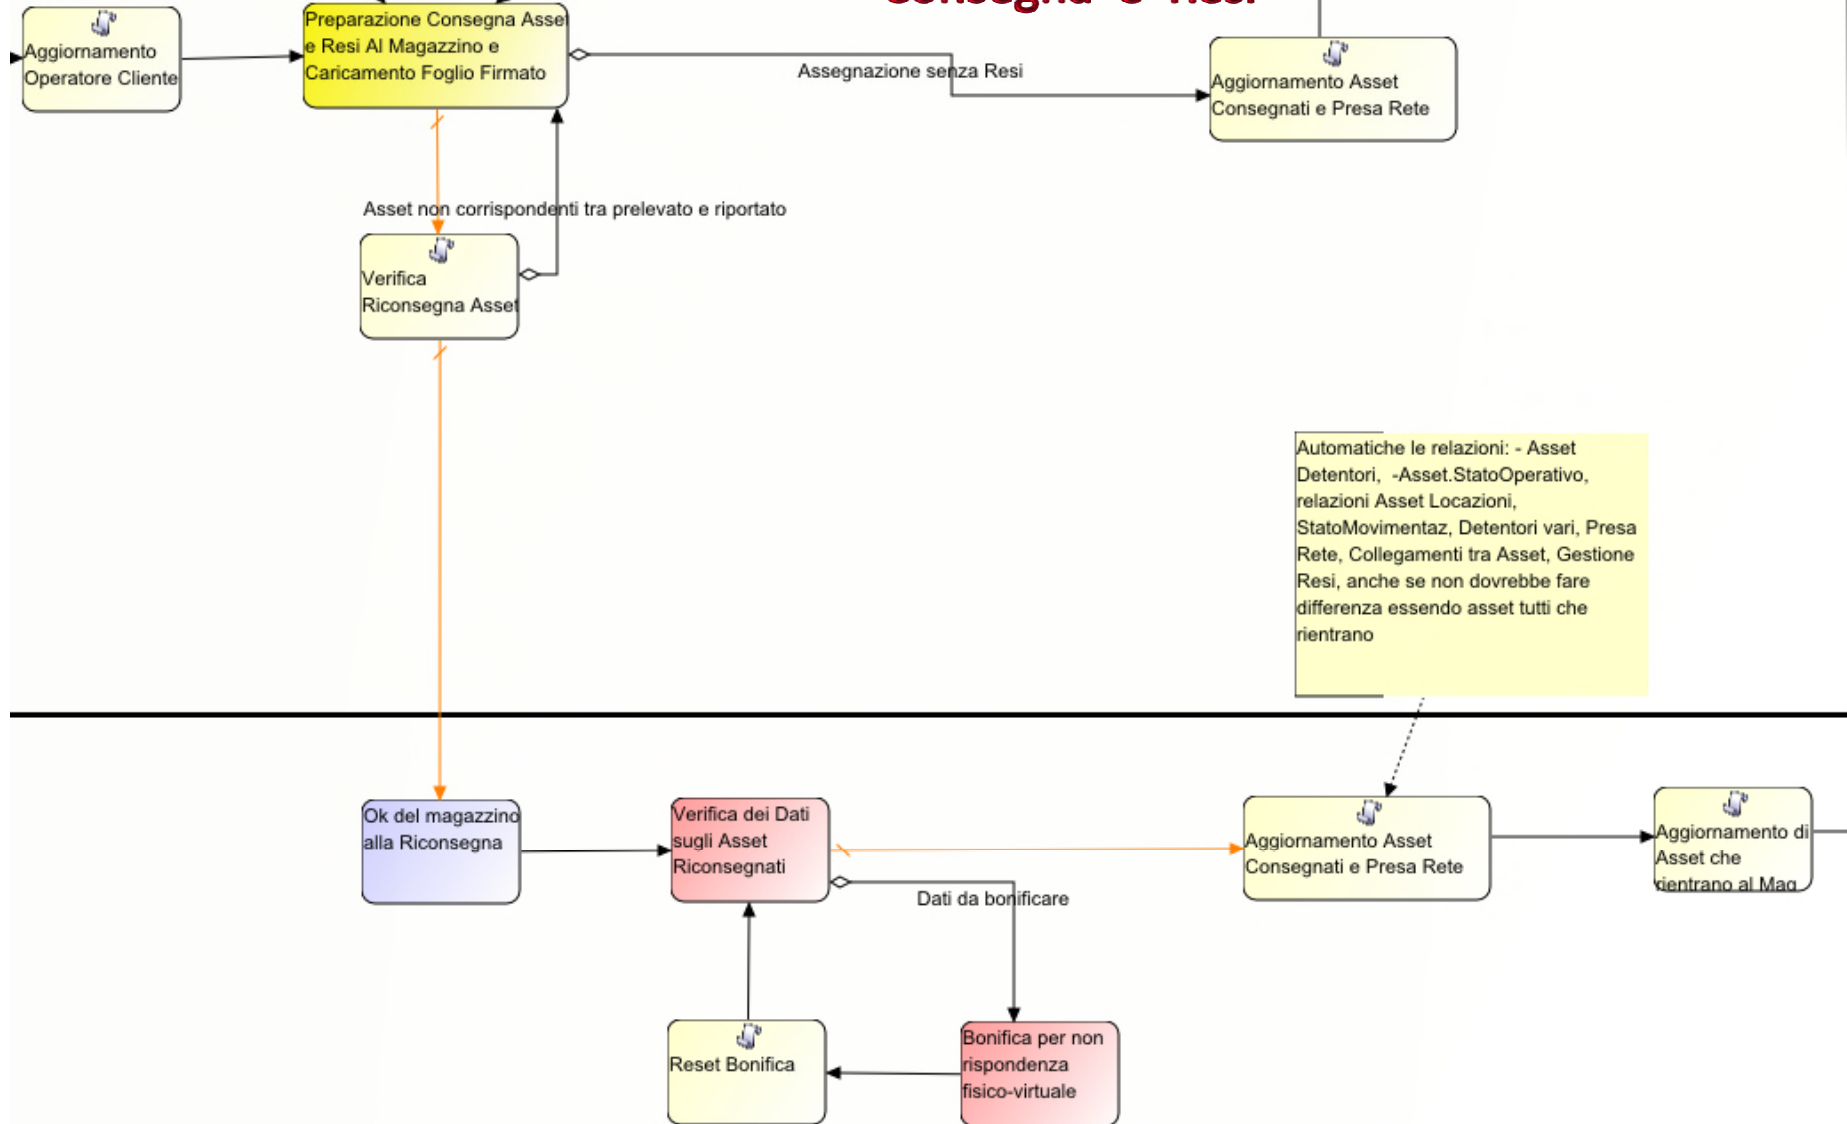 Consegna e Resi
Aggiornamento
Operatore Cliente
Preparazione Consegna Asset
e Resi Al Magazzino e
Caricamento Foglio Firmato
Assegnazione senza Resi
Aggiornamento Asset
Consegnati e Presa Rete
Asset non corrispondenti tra prelevato e riportato
Verifica
Riconsegna Asset
Automatiche le relazioni: - Asset
Detentori,  -Asset.StatoOperativo,
relazioni Asset Locazioni,
StatoMovimentaz, Detentori vari, Presa
Rete, Collegamenti tra Asset, Gestione
Resi, anche se non dovrebbe fare
differenza essendo asset tutti che
rientrano
Ok del magazzino
alla Riconsegna
Verifica dei Dati
sugli Asset
Riconsegnati
Aggiornamento Asset
Consegnati e Presa Rete
Aggiornamento di
Asset che
rientrano al Mag
Dati da bonificare
Reset Bonifica
Bonifica per non
rispondenza
fisico-virtuale